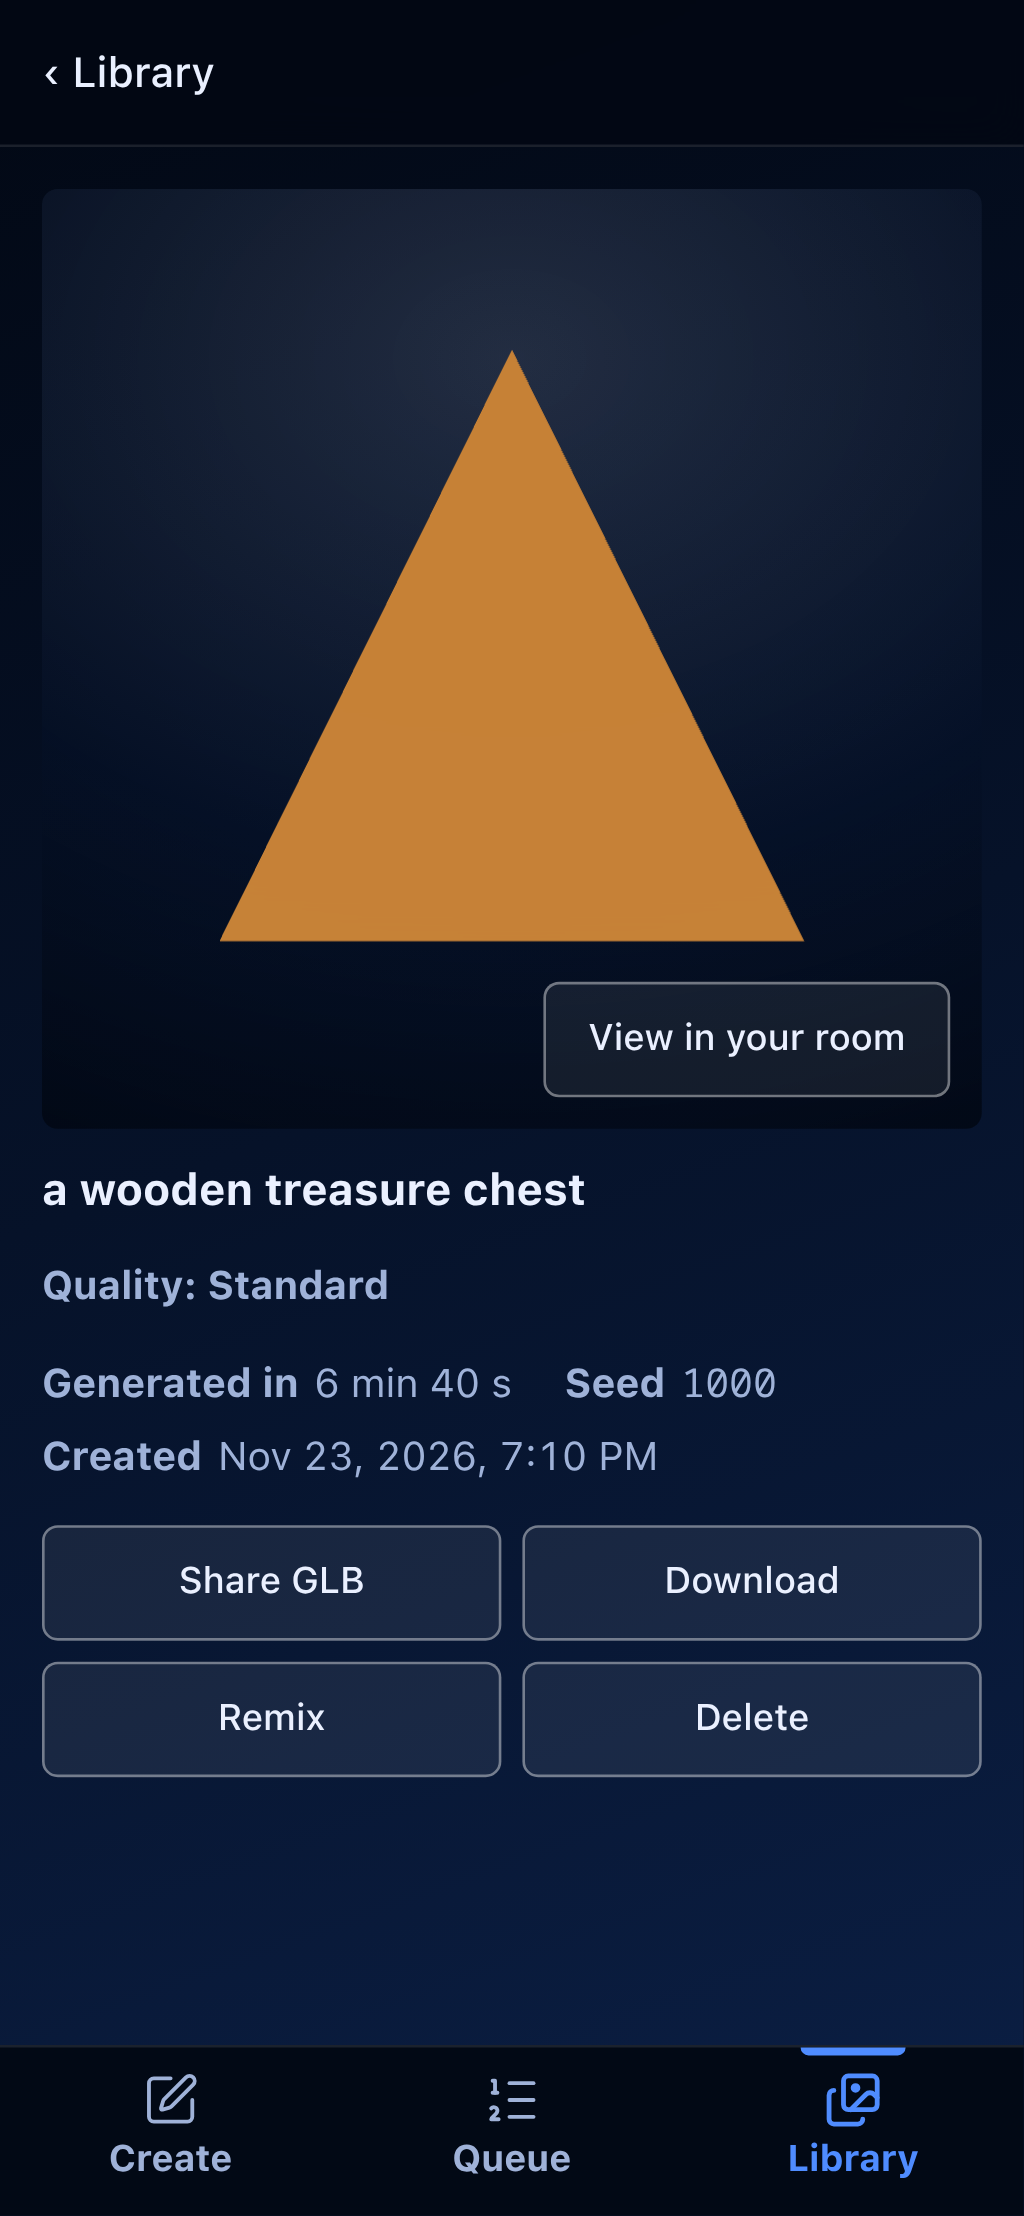 ‹ Library
View in your room
a wooden treasure chest
Quality: Standard
Generated in 6 min 40 s Seed 1000
Created Nov 23, 2026, 7:10 PM
Share GLB Download
Remix Delete
Create Queue Library